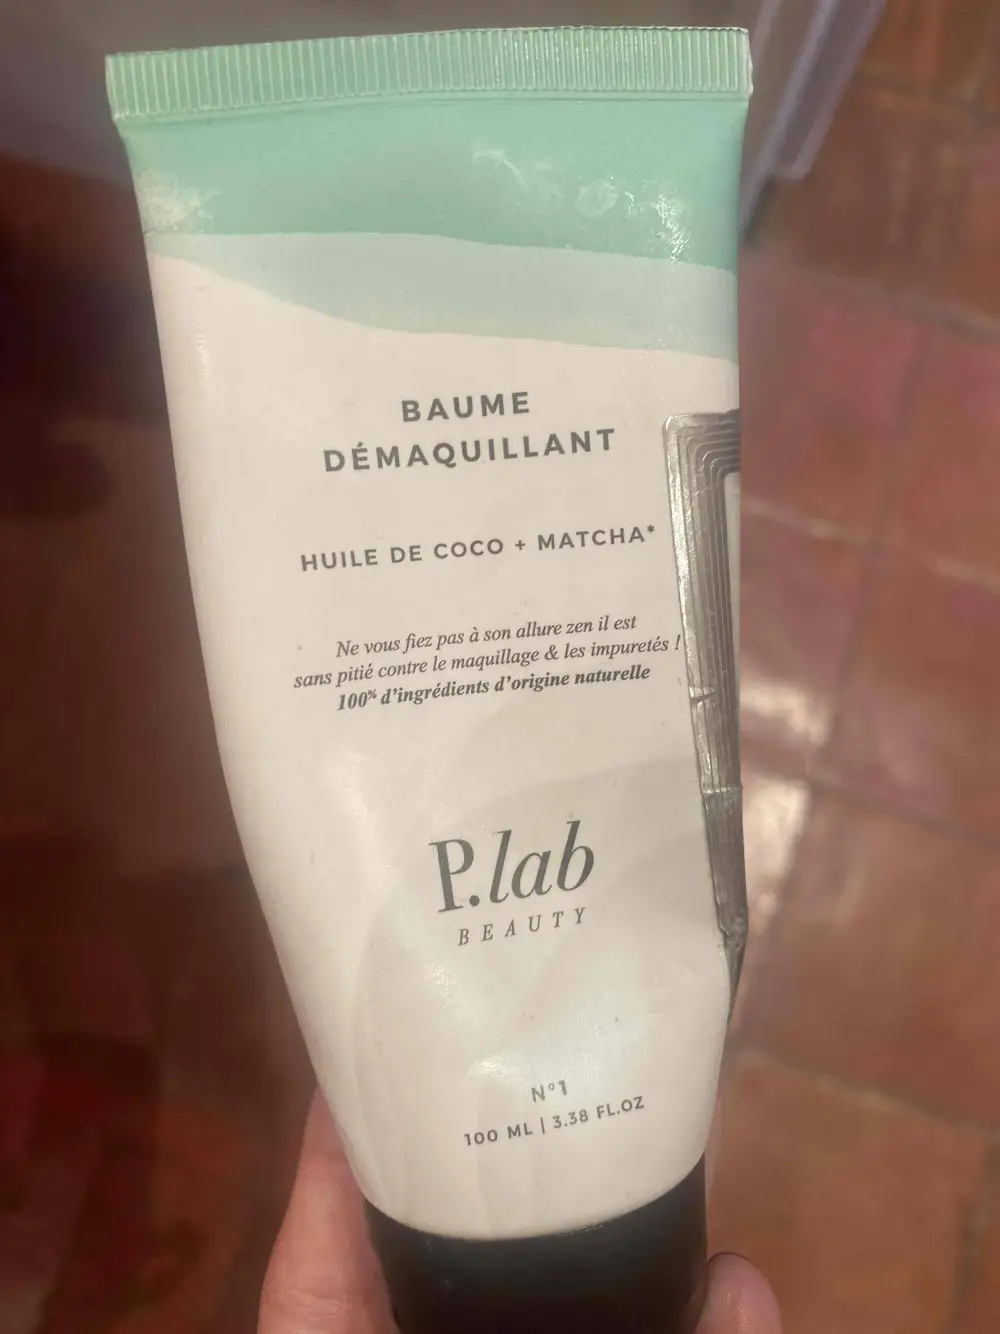 BAUME
DÉMAQUILLANT
HUILE DE COCO + MATCHA*
Ne vous fiez pas à son allure zen il est
sans pitié contre le maquillage & les impuretés !
100% d'ingrédients d'origine naturelle
P.lab
BEAUTY
N°1
100 ML | 3.38 FL.OZ